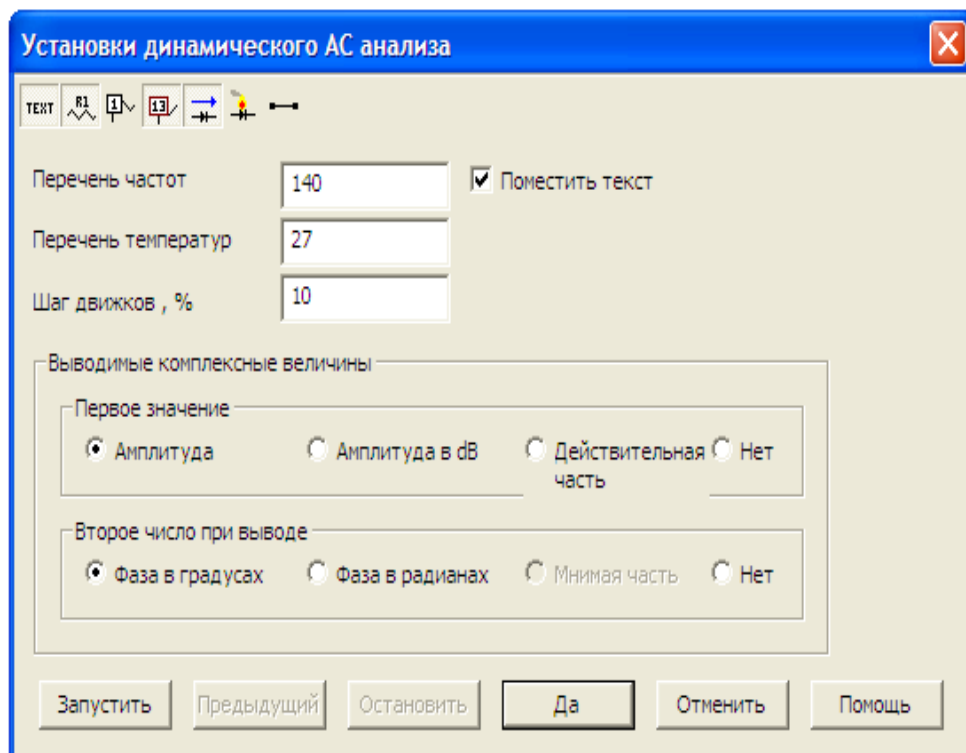 Установки динамического АС анализа
TEXT R1 1 13
Перечень частот 140 Поместить текст
Перечень температур 27
Шаг движков , % 10
Выводимые комплексные величины
Первое значение
Амплитуда Амплитуда в dB Действительная часть Нет
Второе число при выводе
Фаза в градусах Фаза в радианах Мнимая часть Нет
Запустить Предыдущий Остановить Да Отменить Помощь